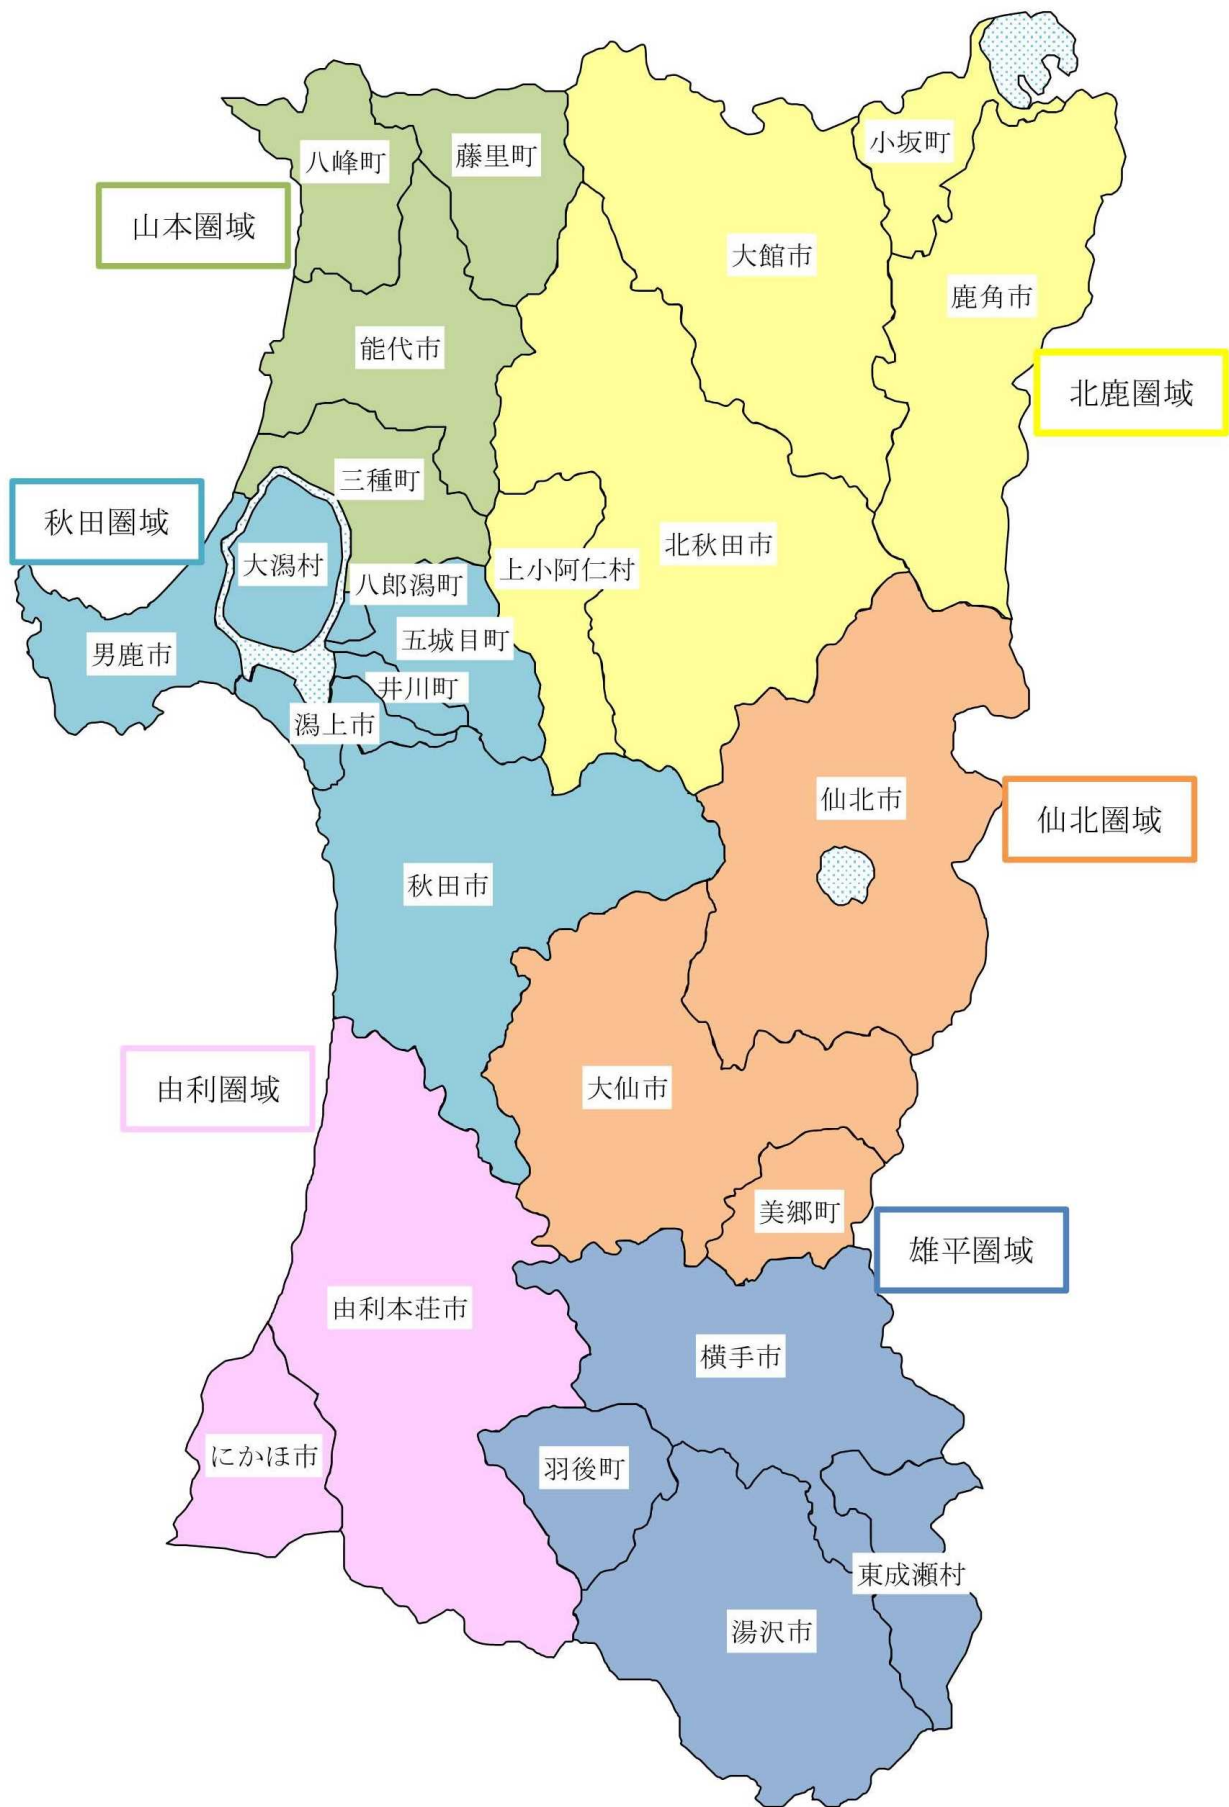 小坂町
八峰町
藤里町
山本圏域
大館市
鹿角市
能代市
北鹿圏域
三種町
秋田圏域
北秋田市
大潟村
上小阿仁村
八郎潟町
五城目町
男鹿市
井川町
潟上市
仙北市
仙北圏域
秋田市
由利圏域
大仙市
美郷町
雄平圏域
由利本荘市
横手市
にかほ市
羽後町
東成瀬村
湯沢市